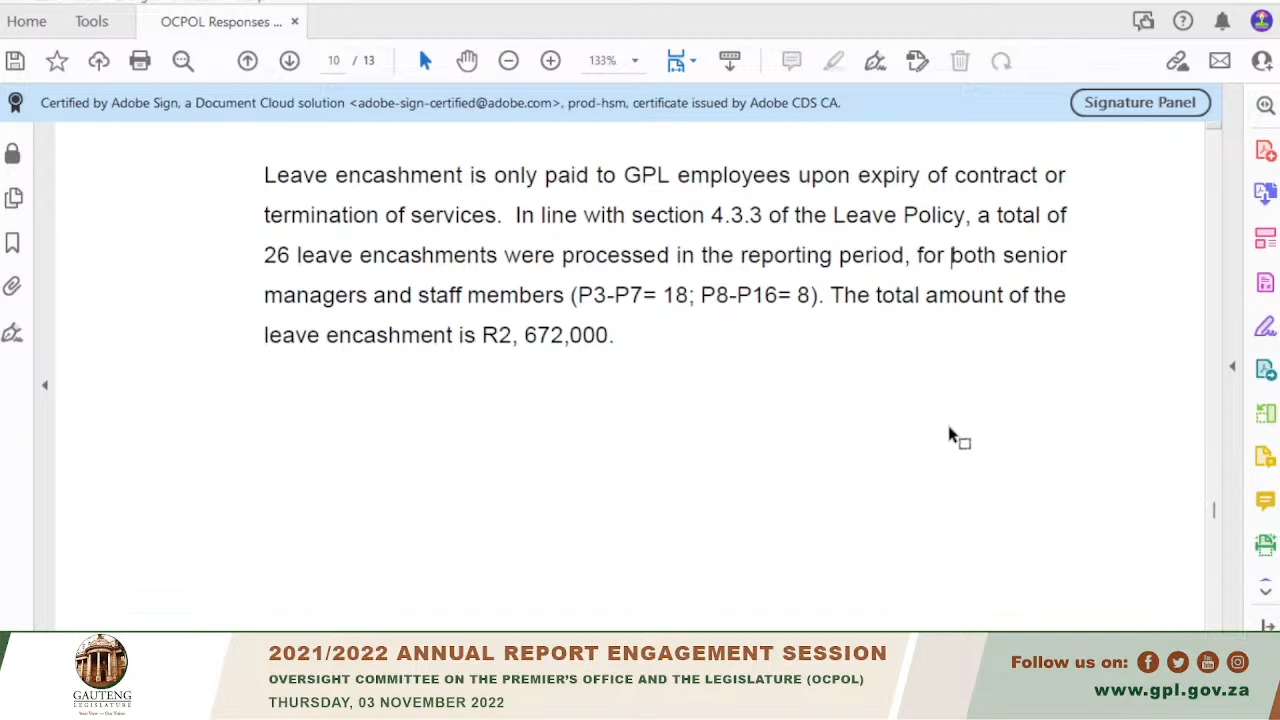 Home
Tools
OCPOL Responses ...
10 / 13
133%
Certified by Adobe Sign, a Document Cloud solution <adobe-sign-certified@adobe.com>, prod-hsm, certificate issued by Adobe CDS CA.
Signature Panel
Leave encashment is only paid to GPL employees upon expiry of contract or
termination of services. In line with section 4.3.3 of the Leave Policy, a total of
26 leave encashments were processed in the reporting period, for both senior
managers and staff members (P3-P7= 18; P8-P16= 8). The total amount of the
leave encashment is R2, 672,000.
GAUTENG
LEGISLATURE
Your View — Our Vision
2021/2022 ANNUAL REPORT ENGAGEMENT SESSION
OVERSIGHT COMMITTEE ON THE PREMIER'S OFFICE AND THE LEGISLATURE (OCPOL)
THURSDAY, 03 NOVEMBER 2022
Follow us on:
www.gpl.gov.za